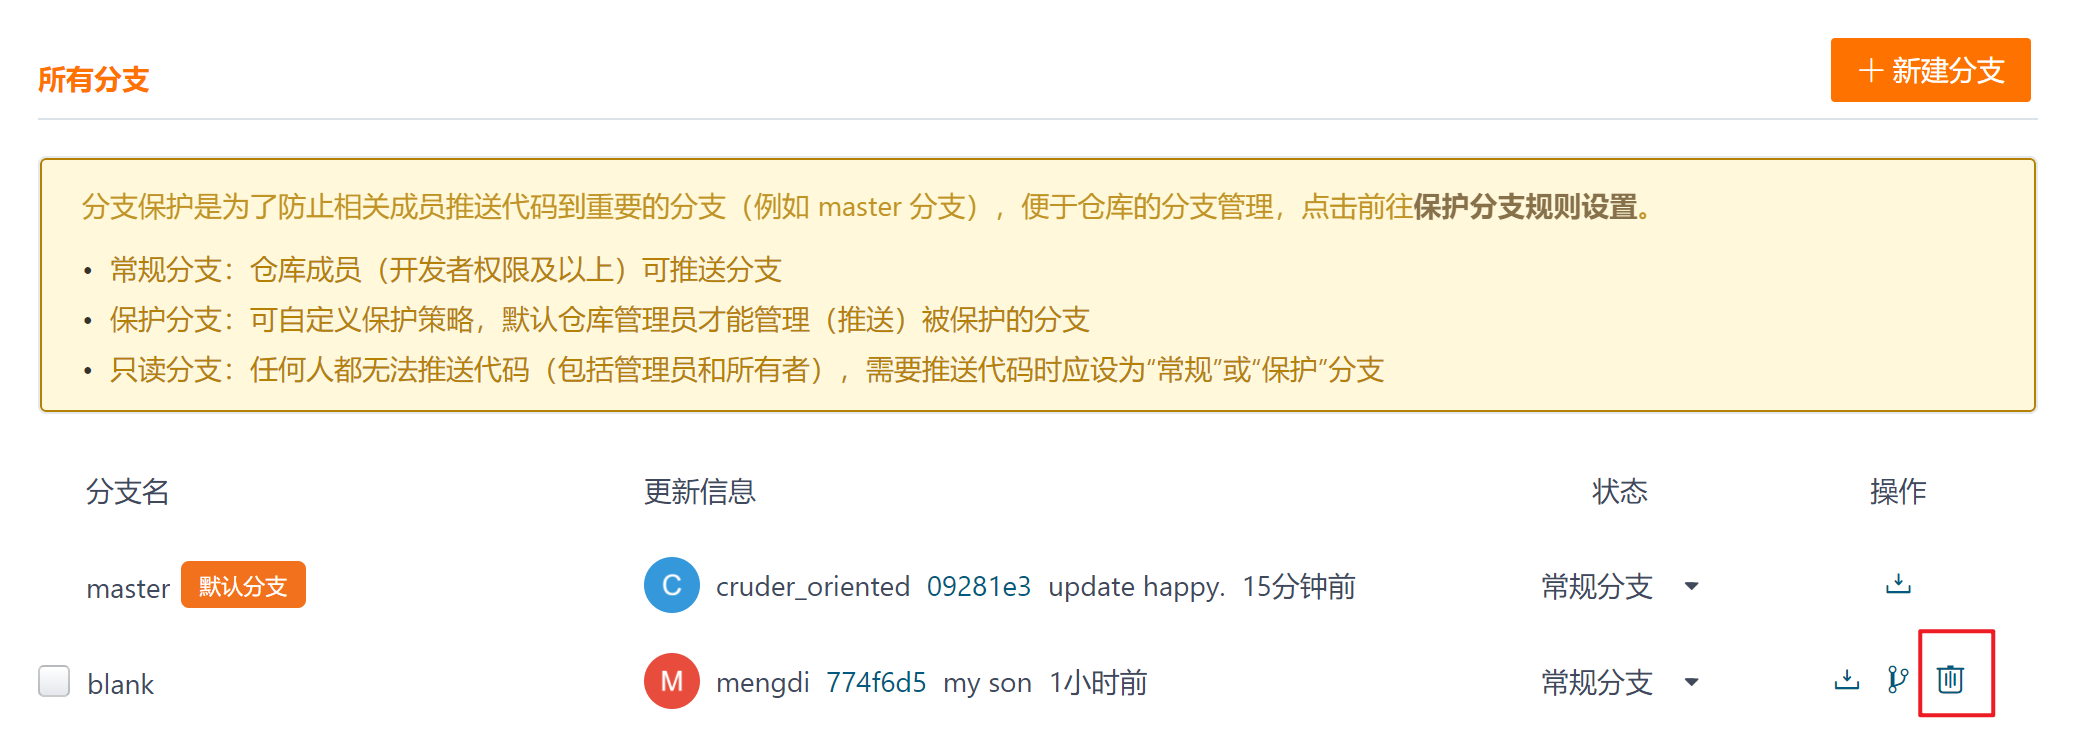 所有分支
+ 新建分支
分支保护是为了防止相关成员推送代码到重要的分支（例如 master 分支），便于仓库的分支管理，点击前往保护分支规则设置。
• 常规分支：仓库成员（开发者权限及以上）可推送分支
• 保护分支：可自定义保护策略，默认仓库管理员才能管理（推送）被保护的分支
• 只读分支：任何人都无法推送代码（包括管理员和所有者），需要推送代码时应设为“常规”或“保护”分支
分支名 更新信息 状态 操作
master 默认分支 C cruder_oriented 09281e3 update happy. 15分钟前 常规分支
blank M mengdi 774f6d5 my son 1小时前 常规分支